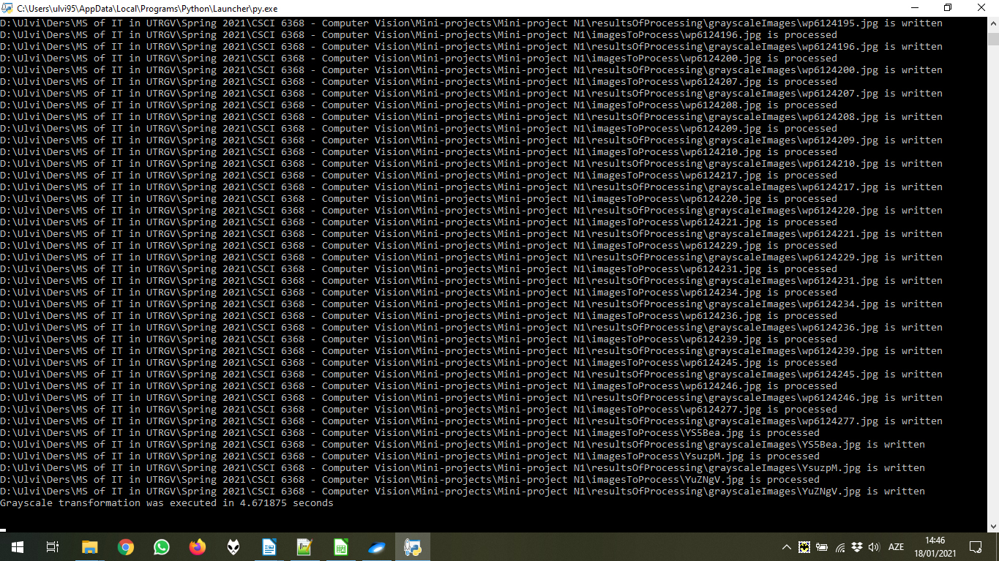 C:\Users\ulvi95\AppData\Local\Programs\Python\Launcher\py.exe
D:\Ulvi\Ders\MS of IT in UTRGV\Spring 2021\CSCI 6368 - Computer Vision\Mini-projects\Mini-project N1\resultsOfProcessing\grayscaleImages\wp6124195.jpg is written
D:\Ulvi\Ders\MS of IT in UTRGV\Spring 2021\CSCI 6368 - Computer Vision\Mini-projects\Mini-project N1\imagesToProcess\wp6124196.jpg is processed
D:\Ulvi\Ders\MS of IT in UTRGV\Spring 2021\CSCI 6368 - Computer Vision\Mini-projects\Mini-project N1\resultsOfProcessing\grayscaleImages\wp6124196.jpg is written
D:\Ulvi\Ders\MS of IT in UTRGV\Spring 2021\CSCI 6368 - Computer Vision\Mini-projects\Mini-project N1\imagesToProcess\wp6124200.jpg is processed
D:\Ulvi\Ders\MS of IT in UTRGV\Spring 2021\CSCI 6368 - Computer Vision\Mini-projects\Mini-project N1\resultsOfProcessing\grayscaleImages\wp6124200.jpg is written
D:\Ulvi\Ders\MS of IT in UTRGV\Spring 2021\CSCI 6368 - Computer Vision\Mini-projects\Mini-project N1\imagesToProcess\wp6124207.jpg is processed
D:\Ulvi\Ders\MS of IT in UTRGV\Spring 2021\CSCI 6368 - Computer Vision\Mini-projects\Mini-project N1\resultsOfProcessing\grayscaleImages\wp6124207.jpg is written
D:\Ulvi\Ders\MS of IT in UTRGV\Spring 2021\CSCI 6368 - Computer Vision\Mini-projects\Mini-project N1\imagesToProcess\wp6124208.jpg is processed
D:\Ulvi\Ders\MS of IT in UTRGV\Spring 2021\CSCI 6368 - Computer Vision\Mini-projects\Mini-project N1\resultsOfProcessing\grayscaleImages\wp6124208.jpg is written
D:\Ulvi\Ders\MS of IT in UTRGV\Spring 2021\CSCI 6368 - Computer Vision\Mini-projects\Mini-project N1\imagesToProcess\wp6124209.jpg is processed
D:\Ulvi\Ders\MS of IT in UTRGV\Spring 2021\CSCI 6368 - Computer Vision\Mini-projects\Mini-project N1\resultsOfProcessing\grayscaleImages\wp6124209.jpg is written
D:\Ulvi\Ders\MS of IT in UTRGV\Spring 2021\CSCI 6368 - Computer Vision\Mini-projects\Mini-project N1\imagesToProcess\wp6124210.jpg is processed
D:\Ulvi\Ders\MS of IT in UTRGV\Spring 2021\CSCI 6368 - Computer Vision\Mini-projects\Mini-project N1\resultsOfProcessing\grayscaleImages\wp6124210.jpg is written
D:\Ulvi\Ders\MS of IT in UTRGV\Spring 2021\CSCI 6368 - Computer Vision\Mini-projects\Mini-project N1\imagesToProcess\wp6124217.jpg is processed
D:\Ulvi\Ders\MS of IT in UTRGV\Spring 2021\CSCI 6368 - Computer Vision\Mini-projects\Mini-project N1\resultsOfProcessing\grayscaleImages\wp6124217.jpg is written
D:\Ulvi\Ders\MS of IT in UTRGV\Spring 2021\CSCI 6368 - Computer Vision\Mini-projects\Mini-project N1\imagesToProcess\wp6124220.jpg is processed
D:\Ulvi\Ders\MS of IT in UTRGV\Spring 2021\CSCI 6368 - Computer Vision\Mini-projects\Mini-project N1\resultsOfProcessing\grayscaleImages\wp6124220.jpg is written
D:\Ulvi\Ders\MS of IT in UTRGV\Spring 2021\CSCI 6368 - Computer Vision\Mini-projects\Mini-project N1\imagesToProcess\wp6124221.jpg is processed
D:\Ulvi\Ders\MS of IT in UTRGV\Spring 2021\CSCI 6368 - Computer Vision\Mini-projects\Mini-project N1\resultsOfProcessing\grayscaleImages\wp6124221.jpg is written
D:\Ulvi\Ders\MS of IT in UTRGV\Spring 2021\CSCI 6368 - Computer Vision\Mini-projects\Mini-project N1\imagesToProcess\wp6124229.jpg is processed
D:\Ulvi\Ders\MS of IT in UTRGV\Spring 2021\CSCI 6368 - Computer Vision\Mini-projects\Mini-project N1\resultsOfProcessing\grayscaleImages\wp6124229.jpg is written
D:\Ulvi\Ders\MS of IT in UTRGV\Spring 2021\CSCI 6368 - Computer Vision\Mini-projects\Mini-project N1\imagesToProcess\wp6124231.jpg is processed
D:\Ulvi\Ders\MS of IT in UTRGV\Spring 2021\CSCI 6368 - Computer Vision\Mini-projects\Mini-project N1\resultsOfProcessing\grayscaleImages\wp6124231.jpg is written
D:\Ulvi\Ders\MS of IT in UTRGV\Spring 2021\CSCI 6368 - Computer Vision\Mini-projects\Mini-project N1\imagesToProcess\wp6124234.jpg is processed
D:\Ulvi\Ders\MS of IT in UTRGV\Spring 2021\CSCI 6368 - Computer Vision\Mini-projects\Mini-project N1\resultsOfProcessing\grayscaleImages\wp6124234.jpg is written
D:\Ulvi\Ders\MS of IT in UTRGV\Spring 2021\CSCI 6368 - Computer Vision\Mini-projects\Mini-project N1\imagesToProcess\wp6124236.jpg is processed
D:\Ulvi\Ders\MS of IT in UTRGV\Spring 2021\CSCI 6368 - Computer Vision\Mini-projects\Mini-project N1\resultsOfProcessing\grayscaleImages\wp6124236.jpg is written
D:\Ulvi\Ders\MS of IT in UTRGV\Spring 2021\CSCI 6368 - Computer Vision\Mini-projects\Mini-project N1\imagesToProcess\wp6124239.jpg is processed
D:\Ulvi\Ders\MS of IT in UTRGV\Spring 2021\CSCI 6368 - Computer Vision\Mini-projects\Mini-project N1\resultsOfProcessing\grayscaleImages\wp6124239.jpg is written
D:\Ulvi\Ders\MS of IT in UTRGV\Spring 2021\CSCI 6368 - Computer Vision\Mini-projects\Mini-project N1\imagesToProcess\wp6124245.jpg is processed
D:\Ulvi\Ders\MS of IT in UTRGV\Spring 2021\CSCI 6368 - Computer Vision\Mini-projects\Mini-project N1\resultsOfProcessing\grayscaleImages\wp6124245.jpg is written
D:\Ulvi\Ders\MS of IT in UTRGV\Spring 2021\CSCI 6368 - Computer Vision\Mini-projects\Mini-project N1\imagesToProcess\wp6124246.jpg is processed
D:\Ulvi\Ders\MS of IT in UTRGV\Spring 2021\CSCI 6368 - Computer Vision\Mini-projects\Mini-project N1\resultsOfProcessing\grayscaleImages\wp6124246.jpg is written
D:\Ulvi\Ders\MS of IT in UTRGV\Spring 2021\CSCI 6368 - Computer Vision\Mini-projects\Mini-project N1\imagesToProcess\wp6124277.jpg is processed
D:\Ulvi\Ders\MS of IT in UTRGV\Spring 2021\CSCI 6368 - Computer Vision\Mini-projects\Mini-project N1\resultsOfProcessing\grayscaleImages\wp6124277.jpg is written
D:\Ulvi\Ders\MS of IT in UTRGV\Spring 2021\CSCI 6368 - Computer Vision\Mini-projects\Mini-project N1\imagesToProcess\YS5Bea.jpg is processed
D:\Ulvi\Ders\MS of IT in UTRGV\Spring 2021\CSCI 6368 - Computer Vision\Mini-projects\Mini-project N1\resultsOfProcessing\grayscaleImages\YS5Bea.jpg is written
D:\Ulvi\Ders\MS of IT in UTRGV\Spring 2021\CSCI 6368 - Computer Vision\Mini-projects\Mini-project N1\imagesToProcess\YsuzpM.jpg is processed
D:\Ulvi\Ders\MS of IT in UTRGV\Spring 2021\CSCI 6368 - Computer Vision\Mini-projects\Mini-project N1\resultsOfProcessing\grayscaleImages\YsuzpM.jpg is written
D:\Ulvi\Ders\MS of IT in UTRGV\Spring 2021\CSCI 6368 - Computer Vision\Mini-projects\Mini-project N1\imagesToProcess\YuZNgV.jpg is processed
D:\Ulvi\Ders\MS of IT in UTRGV\Spring 2021\CSCI 6368 - Computer Vision\Mini-projects\Mini-project N1\resultsOfProcessing\grayscaleImages\YuZNgV.jpg is written
Grayscale transformation was executed in 4.671875 seconds
AZE
14:46
18/01/2021